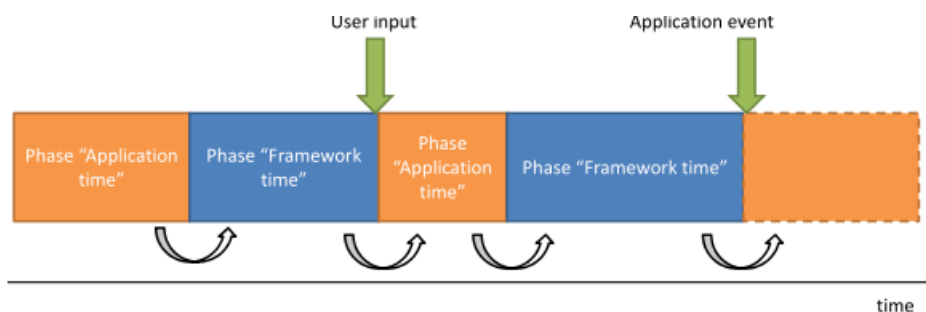 User input
Application event
Phase “Application
time”
Phase “Framework
time”
Phase
“Application
time”
Phase “Framework time”
time